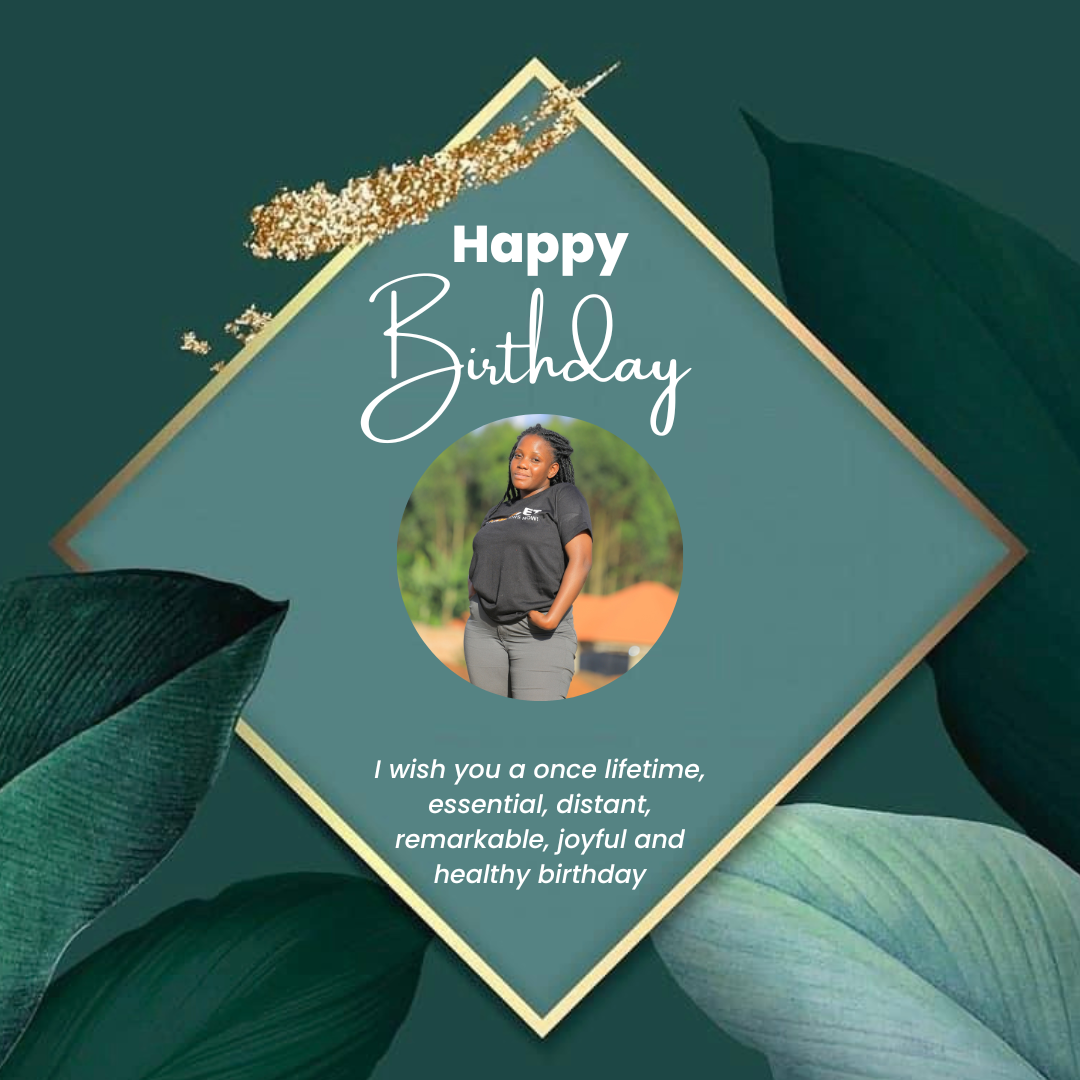 Happy
Birthday
I wish you a once lifetime,
essential, distant,
remarkable, joyful and
healthy birthday